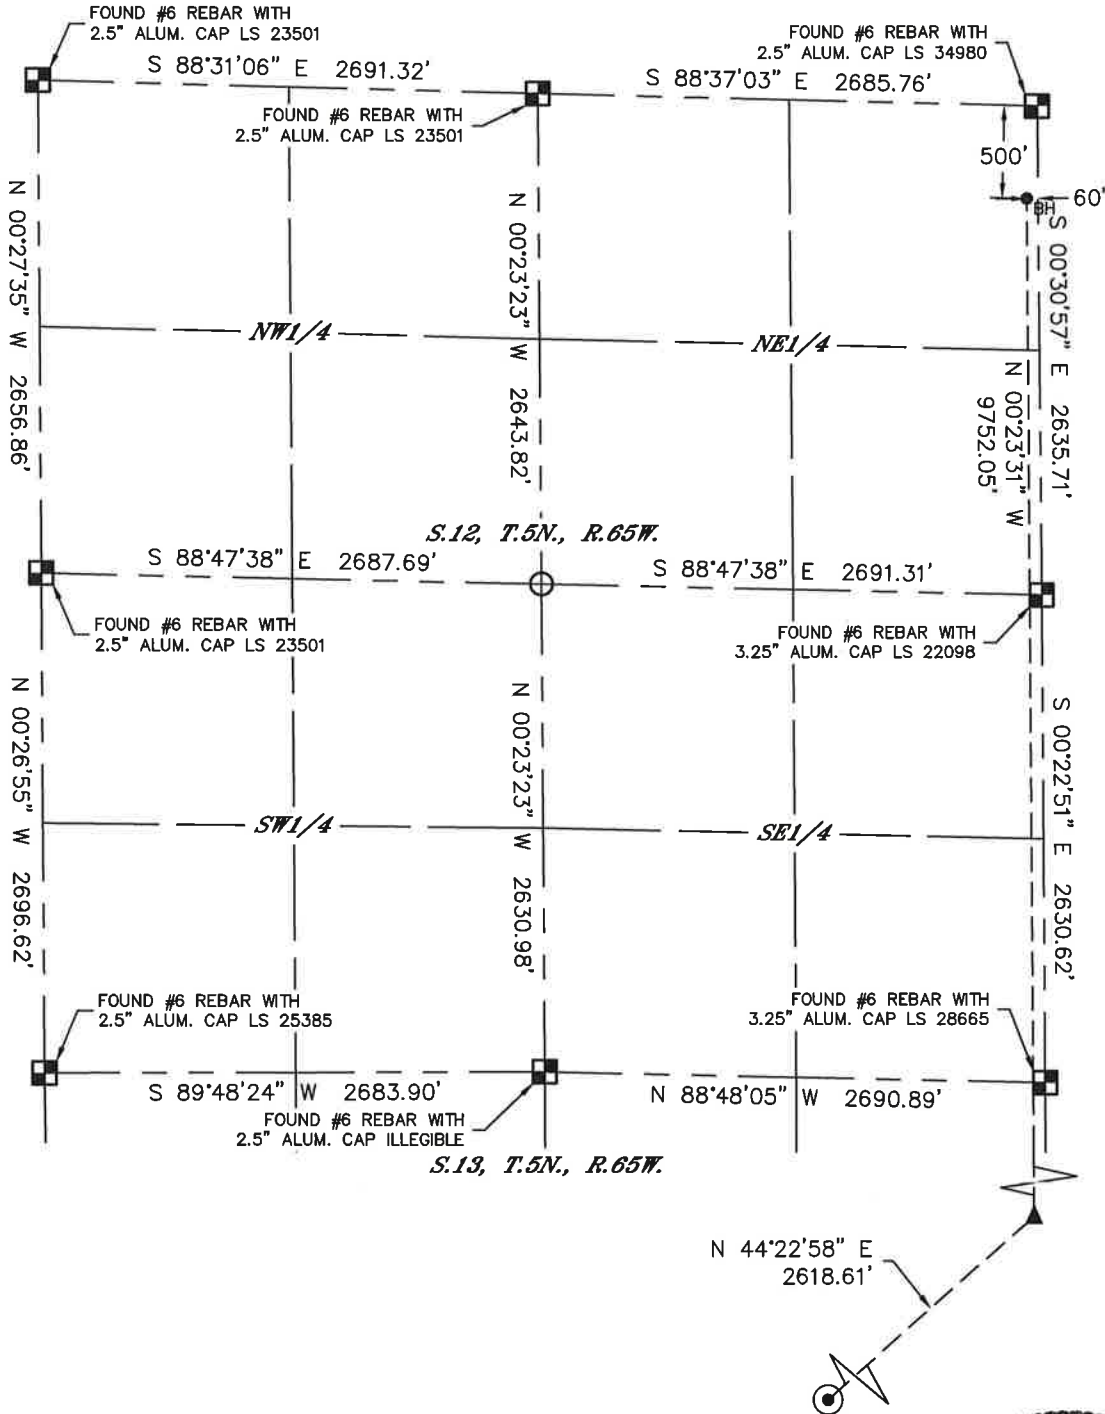 FOUND #6 REBAR WITH
2.5" ALUM. CAP LS 23501
FOUND #6 REBAR WITH
2.5" ALUM. CAP LS 34980
S 88°31'06" E 2691.32'
S 88°37'03" E 2685.76'
FOUND #6 REBAR WITH
2.5" ALUM. CAP LS 23501
500'
60'
BH
N 00°27'35" W 2656.86'
N 00°23'23" W 2643.82'
S 00°30'57" E 2635.71'
N 00°23'31" W
9752.05'
NW1/4
NE1/4
S.12, T.5N., R.65W.
S 88°47'38" E 2687.69'
S 88°47'38" E 2691.31'
FOUND #6 REBAR WITH
2.5" ALUM. CAP LS 23501
FOUND #6 REBAR WITH
3.25" ALUM. CAP LS 22098
N 00°26'55" W 2696.62'
N 00°23'23" W 2630.98'
S 00°22'51" E 2630.62'
SW1/4
SE1/4
FOUND #6 REBAR WITH
2.5" ALUM. CAP LS 25385
FOUND #6 REBAR WITH
3.25" ALUM. CAP LS 28665
S 89°48'24" W 2683.90'
N 88°48'05" W 2690.89'
FOUND #6 REBAR WITH
2.5" ALUM. CAP ILLEGIBLE
S.13, T.5N., R.65W.
N 44°22'58" E
2618.61'